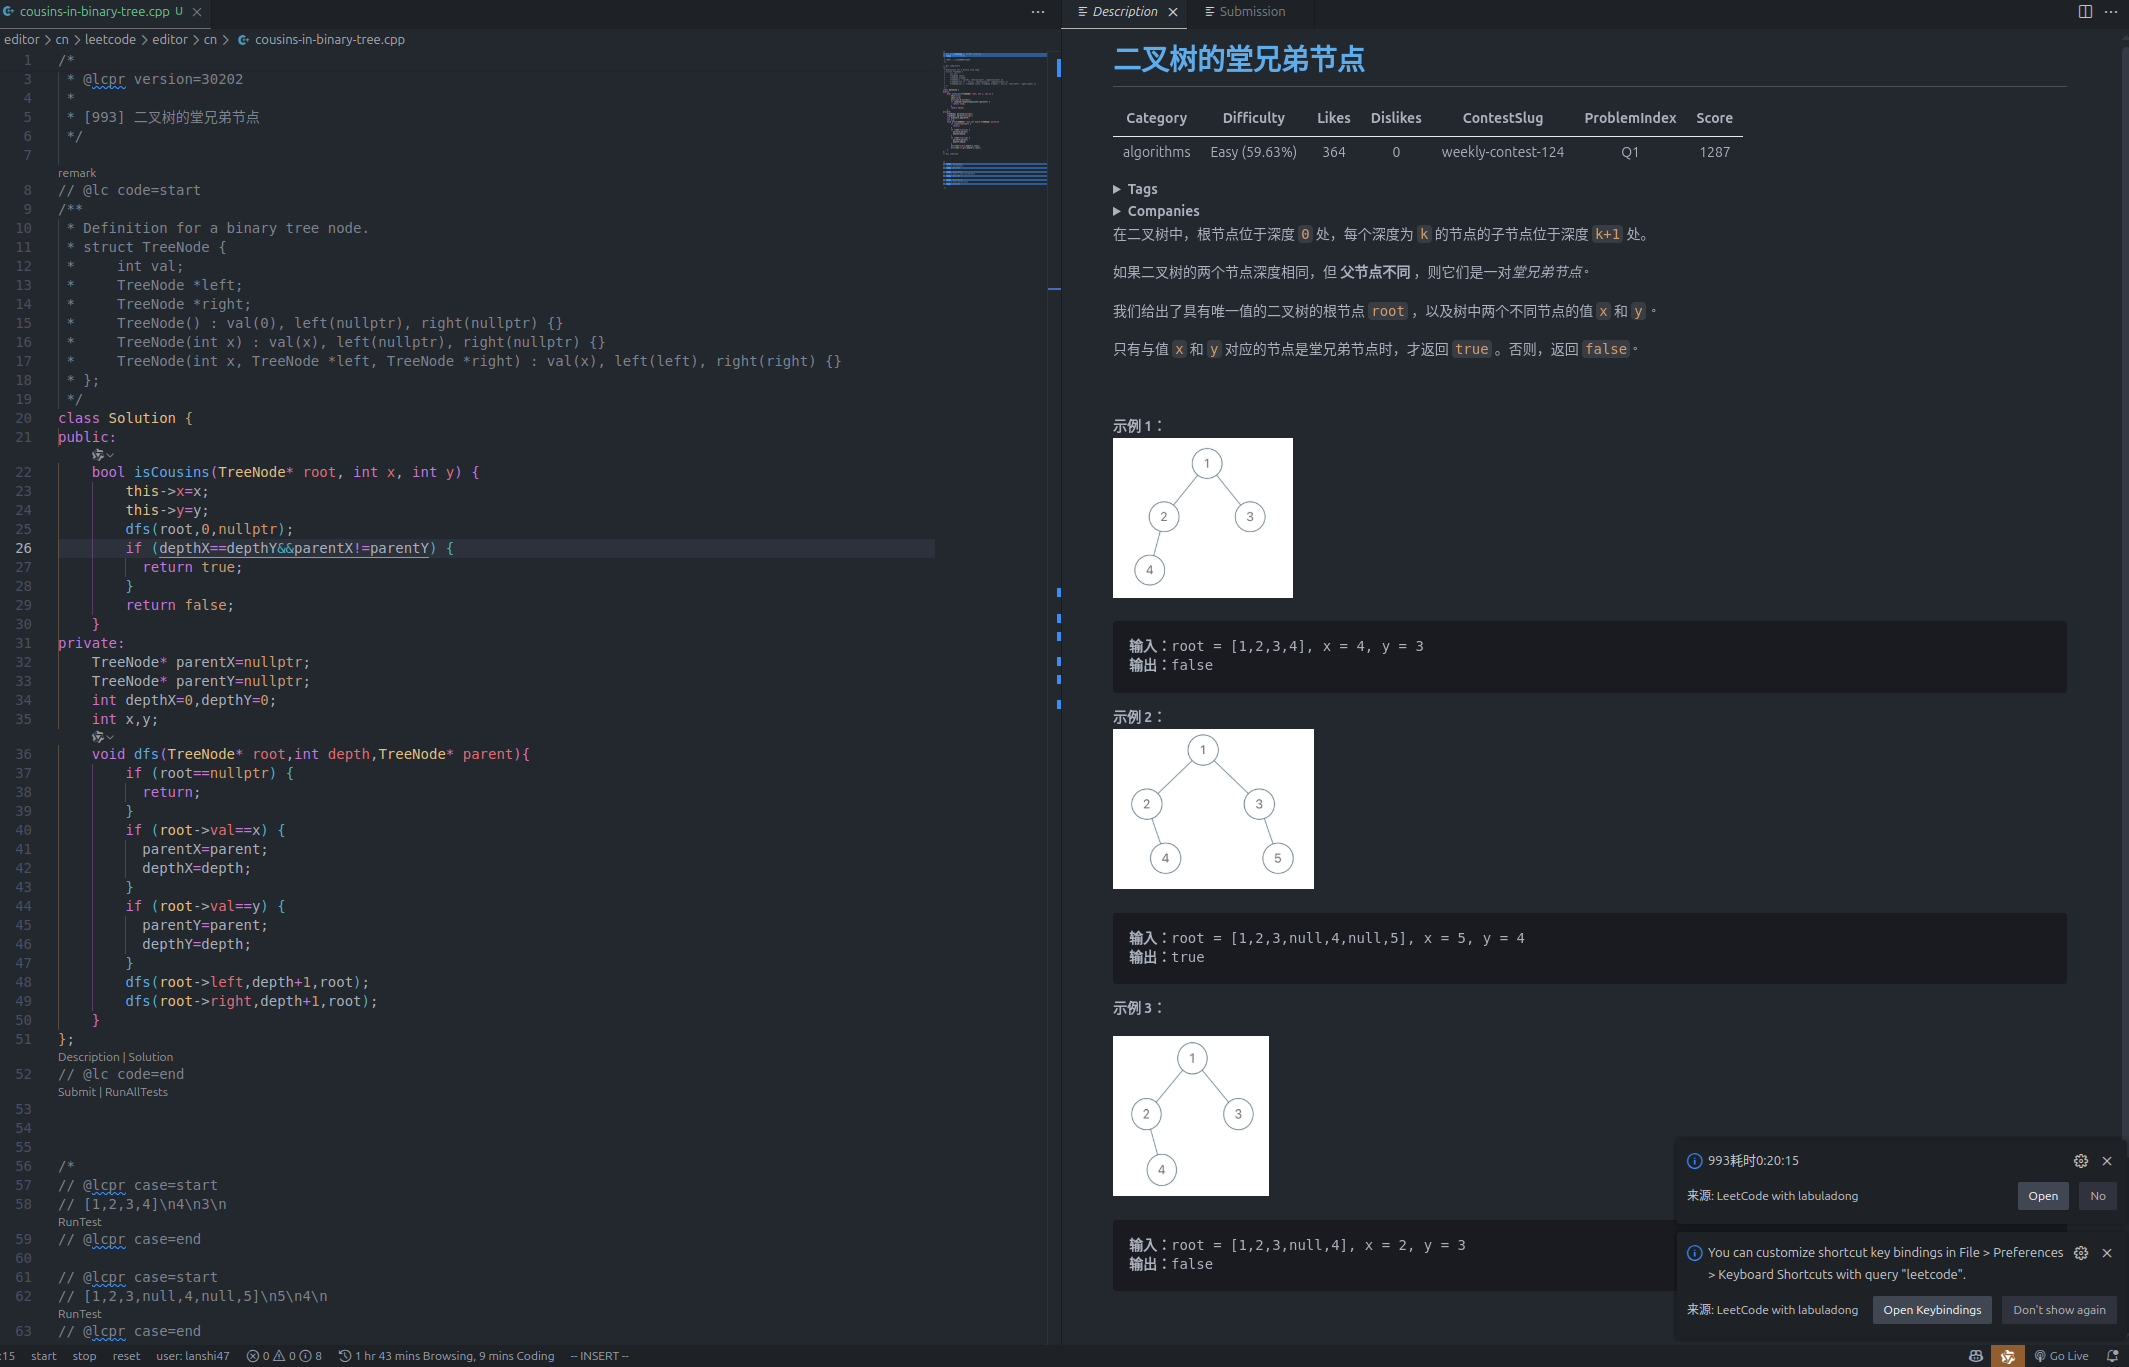 cousins-in-binary-tree.cpp U
editor > cn > leetcode > editor > cn > cousins-in-binary-tree.cpp
1 /*
3  * @lcpr version=30202
4  *
5  * [993] 二叉树的堂兄弟节点
6  */
7
remark
8 // @lc code=start
9 /**
10  * Definition for a binary tree node.
11  * struct TreeNode {
12  *     int val;
13  *     TreeNode *left;
14  *     TreeNode *right;
15  *     TreeNode() : val(0), left(nullptr), right(nullptr) {}
16  *     TreeNode(int x) : val(x), left(nullptr), right(nullptr) {}
17  *     TreeNode(int x, TreeNode *left, TreeNode *right) : val(x), left(left), right(right) {}
18  * };
19  */
20 class Solution {
21 public:
22     bool isCousins(TreeNode* root, int x, int y) {
23         this->x=x;
24         this->y=y;
25         dfs(root,0,nullptr);
26         if (depthX==depthY&&parentX!=parentY) {
27           return true;
28         }
29         return false;
30     }
31 private:
32     TreeNode* parentX=nullptr;
33     TreeNode* parentY=nullptr;
34     int depthX=0,depthY=0;
35     int x,y;
36     void dfs(TreeNode* root,int depth,TreeNode* parent){
37         if (root==nullptr) {
38           return;
39         }
40         if (root->val==x) {
41           parentX=parent;
42           depthX=depth;
43         }
44         if (root->val==y) {
45           parentY=parent;
46           depthY=depth;
47         }
48         dfs(root->left,depth+1,root);
49         dfs(root->right,depth+1,root);
50     }
51 };
Description | Solution
52 // @lc code=end
Submit | RunAllTests
53
54
55
56 /*
57 // @lcpr case=start
58 // [1,2,3,4]\n4\n3\n
RunTest
59 // @lcpr case=end
60
61 // @lcpr case=start
62 // [1,2,3,null,4,null,5]\n5\n4\n
RunTest
63 // @lcpr case=end
Description
Submission
二叉树的堂兄弟节点
Category Difficulty Likes Dislikes ContestSlug ProblemIndex Score
algorithms Easy (59.63%) 364 0 weekly-contest-124 Q1 1287
Tags
Companies
在二叉树中，根节点位于深度 0 处，每个深度为 k 的节点的子节点位于深度 k+1 处。
如果二叉树的两个节点深度相同，但 父节点不同 ，则它们是一对堂兄弟节点。
我们给出了具有唯一值的二叉树的根节点 root ，以及树中两个不同节点的值 x 和 y 。
只有与值 x 和 y 对应的节点是堂兄弟节点时，才返回 true 。否则，返回 false。
示例 1：
1
2 3
4
输入：root = [1,2,3,4], x = 4, y = 3
输出：false
示例 2：
1
2 3
4 5
输入：root = [1,2,3,null,4,null,5], x = 5, y = 4
输出：true
示例 3：
1
2 3
4
输入：root = [1,2,3,null,4], x = 2, y = 3
输出：false
993耗时0:20:15
来源: LeetCode with labuladong
Open No
You can customize shortcut key bindings in File > Preferences
> Keyboard Shortcuts with query "leetcode".
来源: LeetCode with labuladong
Open Keybindings Don't show again
:15 start stop reset user: lanshi47 0 0 8 1 hr 43 mins Browsing, 9 mins Coding -- INSERT -- Go Live